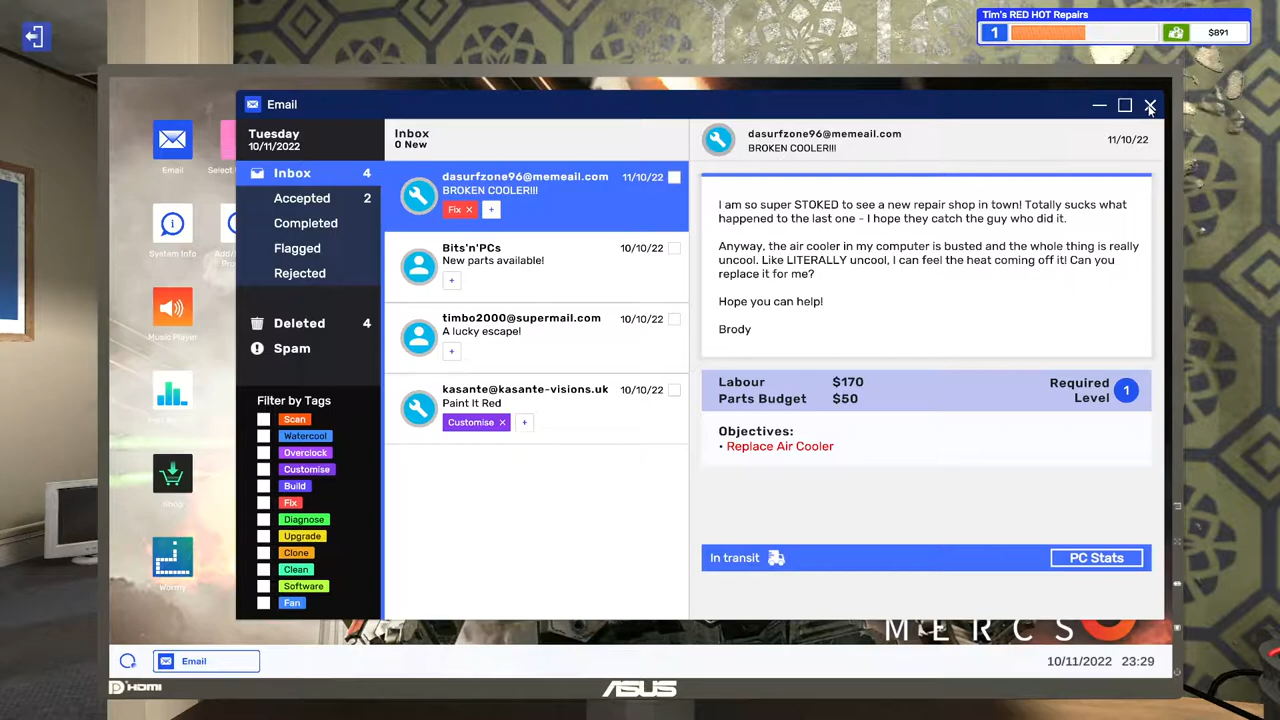 Tim's RED HOT Repairs
1
$891
Email
Tuesday
10/11/2022
Inbox 4
Accepted 2
Completed
Flagged
Rejected
Deleted 4
Spam
Filter by Tags
Scan
Watercool
Overclock
Customise
Build
Fix
Diagnose
Upgrade
Clone
Clean
Software
Fan
Inbox
0 New
dasurfzone96@memeail.com 11/10/22
BROKEN COOLER!!!
Fix × +
Bits'n'PCs 10/10/22
New parts available!
+
timbo2000@supermail.com 10/10/22
A lucky escape!
+
kasante@kasante-visions.uk 10/10/22
Paint It Red
Customise × +
dasurfzone96@memeail.com 11/10/22
BROKEN COOLER!!!
I am so super STOKED to see a new repair shop in town! Totally sucks what
happened to the last one - I hope they catch the guy who did it.
Anyway, the air cooler in my computer is busted and the whole thing is really
uncool. Like LITERALLY uncool, I can feel the heat coming off it! Can you
replace it for me?
Hope you can help!
Brody
Labour $170
Parts Budget $50
Required
Level 1
Objectives:
• Replace Air Cooler
In transit PC Stats
Email
System Info
Music Player
Shop
Wormy
MERCS
Email
10/11/2022 23:29
HDMI
ASUS